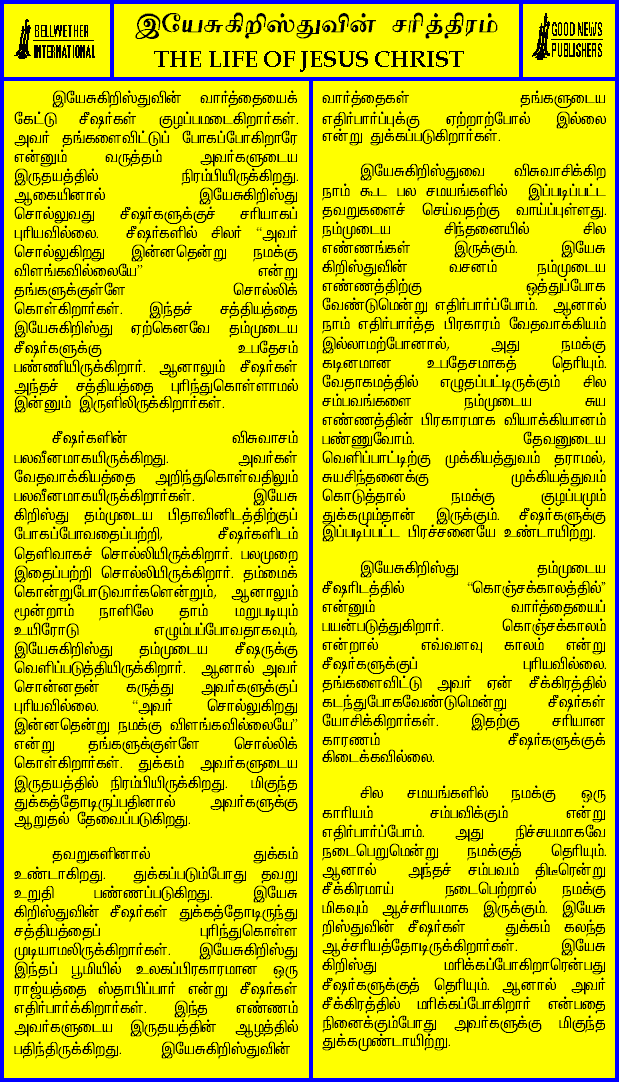 BELLWETHER
INTERNATIONAL
இயேசுகிறிஸ்துவின் சரித்திரம்
THE LIFE OF JESUS CHRIST
GOOD NEWS
PUBLISHERS
இயேசுகிறிஸ்துவின் வார்த்தையைக்
கேட்டு சீஷர்கள் குழப்பமடைகிறார்கள்.
அவர் தங்களைவிட்டுப் போகப்போகிறாரே
என்னும் வருத்தம் அவர்களுடைய
இருதயத்தில் நிரம்பியிருக்கிறது.
ஆகையினால் இயேசுகிறிஸ்து
சொல்லுவது சீஷர்களுக்குச் சரியாகப்
புரியவில்லை. சீஷர்களில் சிலர் “அவர்
சொல்லுகிறது இன்னதென்று நமக்கு
விளங்கவில்லையே” என்று
தங்களுக்குள்ளே சொல்லிக்
கொள்கிறார்கள். இந்தச் சத்தியத்தை
இயேசுகிறிஸ்து ஏற்கெனவே தம்முடைய
சீஷர்களுக்கு உபதேசம்
பண்ணியிருக்கிறார். ஆனாலும் சீஷர்கள்
அந்தச் சத்தியத்தை புரிந்துகொள்ளாமல்
இன்னும் இருளிலிருக்கிறார்கள்.
சீஷர்களின் விசுவாசம்
பலவீனமாகயிருக்கிறது. அவர்கள்
வேதவாக்கியத்தை அறிந்துகொள்வதிலும்
பலவீனமாகயிருக்கிறார்கள். இயேசு
கிறிஸ்து தம்முடைய பிதாவினிடத்திற்குப்
போகப்போவதைப்பற்றி, சீஷர்களிடம்
தெளிவாகச் சொல்லியிருக்கிறார். பலமுறை
இதைப்பற்றி சொல்லியிருக்கிறார். தம்மைக்
கொன்றுபோடுவார்களென்றும், ஆனாலும்
மூன்றாம் நாளிலே தாம் மறுபடியும்
உயிரோடு எழும்பப்போவதாகவும்,
இயேசுகிறிஸ்து தம்முடைய சீஷருக்கு
வெளிப்படுத்தியிருக்கிறார். ஆனால் அவர்
சொன்னதன் கருத்து அவர்களுக்குப்
புரியவில்லை. “அவர் சொல்லுகிறது
இன்னதென்று நமக்கு விளங்கவில்லையே”
என்று தங்களுக்குள்ளே சொல்லிக்
கொள்கிறார்கள். துக்கம் அவர்களுடைய
இருதயத்தில் நிரம்பியிருக்கிறது. மிகுந்த
துக்கத்தோடிருப்பதினால் அவர்களுக்கு
ஆறுதல் தேவைப்படுகிறது.
தவறுகளினால் துக்கம்
உண்டாகிறது. துக்கப்படும்போது தவறு
உறுதி பண்ணப்படுகிறது. இயேசு
கிறிஸ்துவின் சீஷர்கள் துக்கத்தோடிருந்து
சத்தியத்தைப் புரிந்துகொள்ள
முடியாமலிருக்கிறார்கள். இயேசுகிறிஸ்து
இந்தப் பூமியில் உலகப்பிரகாரமான ஒரு
ராஜ்யத்தை ஸ்தாபிப்பார் என்று சீஷர்கள்
எதிர்பார்க்கிறார்கள். இந்த எண்ணம்
அவர்களுடைய இருதயத்தின் ஆழத்தில்
பதிந்திருக்கிறது. இயேசுகிறிஸ்துவின்
வார்த்தைகள் தங்களுடைய
எதிர்பார்ப்புக்கு ஏற்றாற்போல் இல்லை
என்று துக்கப்படுகிறார்கள்.
இயேசுகிறிஸ்துவை விசுவாசிக்கிற
நாம் கூட பல சமயங்களில் இப்படிப்பட்ட
தவறுகளைச் செய்வதற்கு வாய்ப்புள்ளது.
நம்முடைய சிந்தனையில் சில
எண்ணங்கள் இருக்கும். இயேசு
கிறிஸ்துவின் வசனம் நம்முடைய
எண்ணத்திற்கு ஒத்துப்போக
வேண்டுமென்று எதிர்பார்ப்போம். ஆனால்
நாம் எதிர்பார்த்த பிரகாரம் வேதவாக்கியம்
இல்லாமற்போனால், அது நமக்கு
கடினமான உபதேசமாகத் தெரியும்.
வேதாகமத்தில் எழுதப்பட்டிருக்கும் சில
சம்பவங்களை நம்முடைய சுய
எண்ணத்தின் பிரகாரமாக வியாக்கியானம்
பண்ணுவோம். தேவனுடைய
வெளிப்பாட்டிற்கு முக்கியத்துவம் தராமல்,
சுயசிந்தனைக்கு முக்கியத்துவம்
கொடுத்தால் நமக்கு குழப்பமும்
துக்கமும்தான் இருக்கும். சீஷர்களுக்கு
இப்படிப்பட்ட பிரச்சனையே உண்டாயிற்று.
இயேசுகிறிஸ்து தம்முடைய
சீஷரிடத்தில் “கொஞ்சக்காலத்தில்”
என்னும் வார்த்தையைப்
பயன்படுத்துகிறார். கொஞ்சக்காலம்
என்றால் எவ்வளவு காலம் என்று
சீஷர்களுக்குப் புரியவில்லை.
தங்களைவிட்டு அவர் ஏன் சீக்கிரத்தில்
கடந்துபோகவேண்டுமென்று சீஷர்கள்
யோசிக்கிறார்கள். இதற்கு சரியான
காரணம் சீஷர்களுக்குக்
கிடைக்கவில்லை.
சில சமயங்களில் நமக்கு ஒரு
காரியம் சம்பவிக்கும் என்று
எதிர்பார்ப்போம். அது நிச்சயமாகவே
நடைபெறுமென்று நமக்குத் தெரியும்.
ஆனால் அந்தச் சம்பவம் திடீரென்று
சீக்கிரமாய் நடைபெற்றால் நமக்கு
மிகவும் ஆச்சரியமாக இருக்கும். இயேசு
றிஸ்துவின் சீஷர்கள் துக்கம் கலந்த
ஆச்சரியத்தோடிருக்கிறார்கள். இயேசு
கிறிஸ்து மரிக்கப்போகிறாரென்பது
சீஷர்களுக்குத் தெரியும். ஆனால் அவர்
சீக்கிரத்தில் மரிக்கப்போகிறார் என்பதை
நினைக்கும்போது அவர்களுக்கு மிகுந்த
துக்கமுண்டாயிற்று.